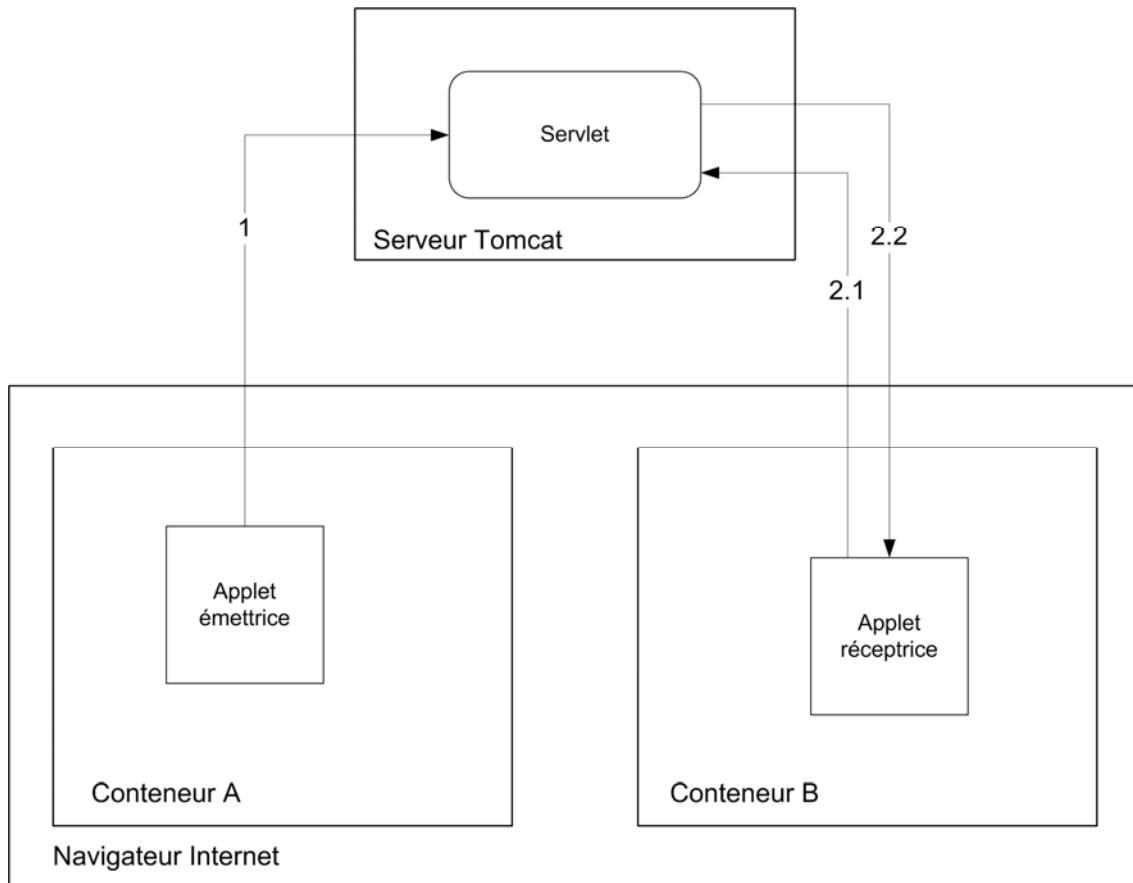 Servlet
Serveur Tomcat
1
2.2
2.1
Applet
émettrice
Applet
réceptrice
Conteneur A
Conteneur B
Navigateur Internet